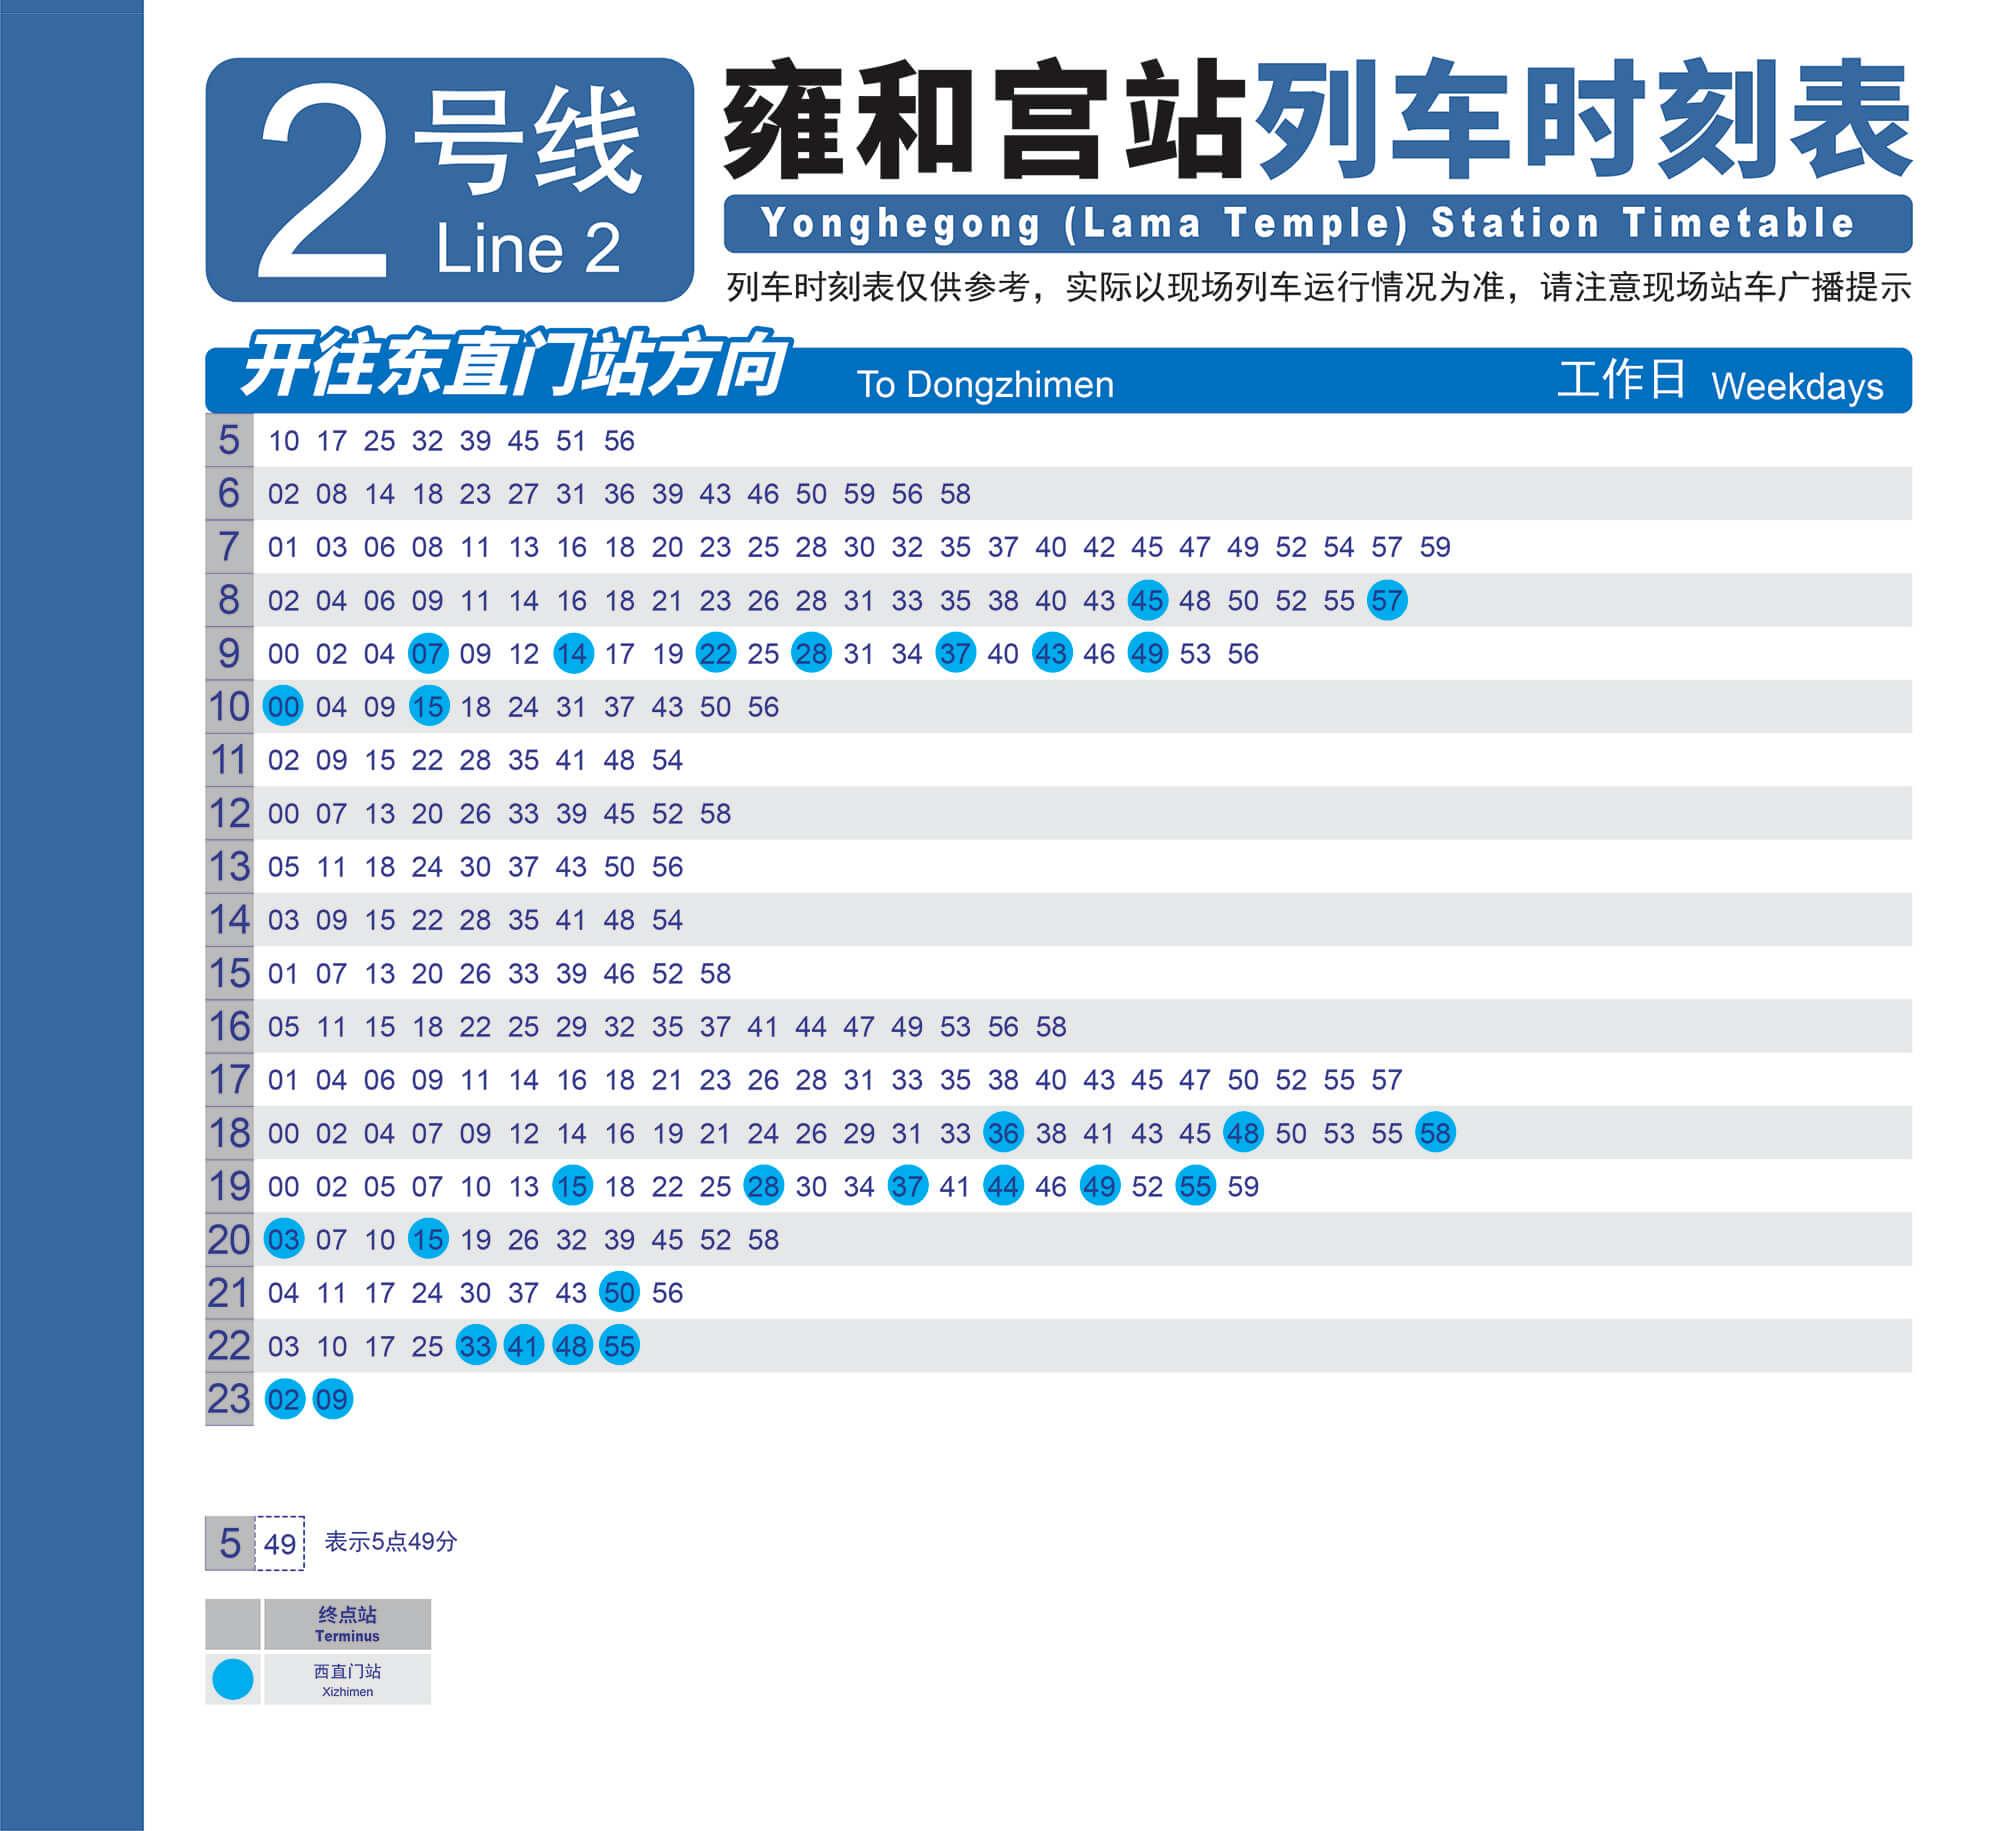 2号线
Line 2
雍和宫站列车时刻表
Yonghegong (Lama Temple) Station Timetable
列车时刻表仅供参考，实际以现场列车运行情况为准，请注意现场站车广播提示
开往东直门站方向 To Dongzhimen 工作日 Weekdays
5 10 17 25 32 39 45 51 56
6 02 08 14 18 23 27 31 36 39 43 46 50 59 56 58
7 01 03 06 08 11 13 16 18 20 23 25 28 30 32 35 37 40 42 45 47 49 52 54 57 59
8 02 04 06 09 11 14 16 18 21 23 26 28 31 33 35 38 40 43 45 48 50 52 55 57
9 00 02 04 07 09 12 14 17 19 22 25 28 31 34 37 40 43 46 49 53 56
10 00 04 09 15 18 24 31 37 43 50 56
11 02 09 15 22 28 35 41 48 54
12 00 07 13 20 26 33 39 45 52 58
13 05 11 18 24 30 37 43 50 56
14 03 09 15 22 28 35 41 48 54
15 01 07 13 20 26 33 39 46 52 58
16 05 11 15 18 22 25 29 32 35 37 41 44 47 49 53 56 58
17 01 04 06 09 11 14 16 18 21 23 26 28 31 33 35 38 40 43 45 47 50 52 55 57
18 00 02 04 07 09 12 14 16 19 21 24 26 29 31 33 36 38 41 43 45 48 50 53 55 58
19 00 02 05 07 10 13 15 18 22 25 28 30 34 37 41 44 46 49 52 55 59
20 03 07 10 15 19 26 32 39 45 52 58
21 04 11 17 24 30 37 43 50 56
22 03 10 17 25 33 41 48 55
23 02 09
5 49 表示5点49分
终点站
Terminus
西直门站
Xizhimen